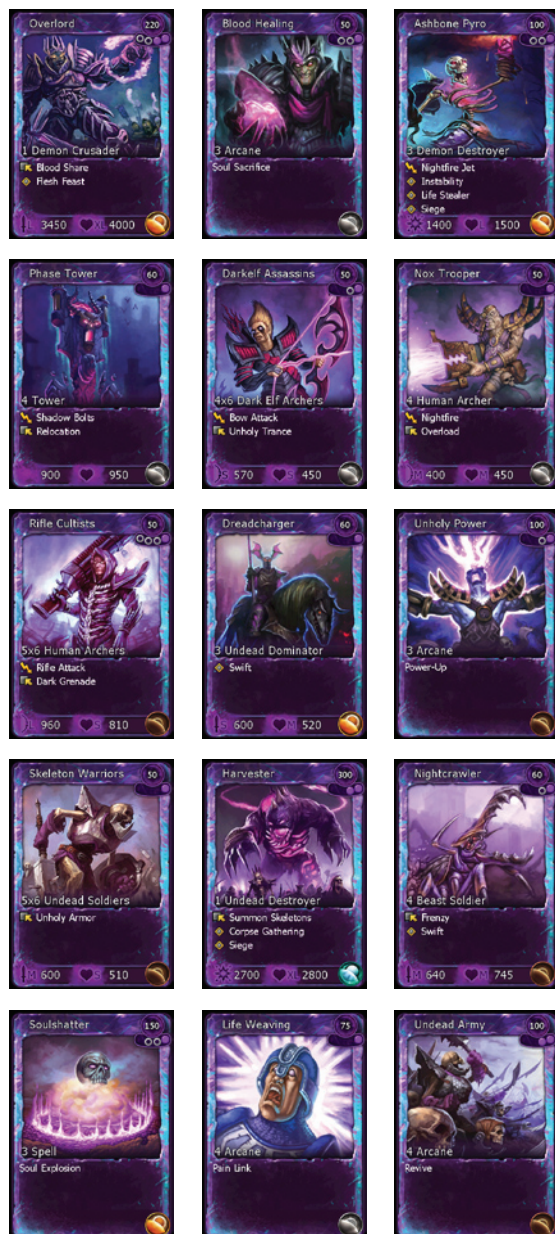 Overlord 220
1 Demon Crusader
Blood Share
Flesh Feast
L 3450 XL 4000
Blood Healing 50
3 Arcane
Soul Sacrifice
Ashbone Pyro 100
3 Demon Destroyer
Nightfire Jet
Instability
Life Stealer
Siege
1400 L 1500
Phase Tower 60
4 Tower
Shadow Bolts
Relocation
900 950
Darkelf Assassins 50
4x6 Dark Elf Archers
Bow Attack
Unholy Trance
S 570 S 450
Nox Trooper 50
4 Human Archer
Nightfire
Overload
M 400 M 450
Rifle Cultists 50
5x6 Human Archers
Rifle Attack
Dark Grenade
L 960 S 810
Dreadcharger 60
3 Undead Dominator
Swift
S 600 M 520
Unholy Power 100
3 Arcane
Power-Up
Skeleton Warriors 50
5x6 Undead Soldiers
Unholy Armor
M 600 S 510
Harvester 300
1 Undead Destroyer
Summon Skeletons
Corpse Gathering
Siege
2700 XL 2800
Nightcrawler 60
4 Beast Soldier
Frenzy
Swift
M 640 M 745
Soulshatter 150
3 Spell
Soul Explosion
Life Weaving 75
4 Arcane
Pain Link
Undead Army 100
4 Arcane
Revive